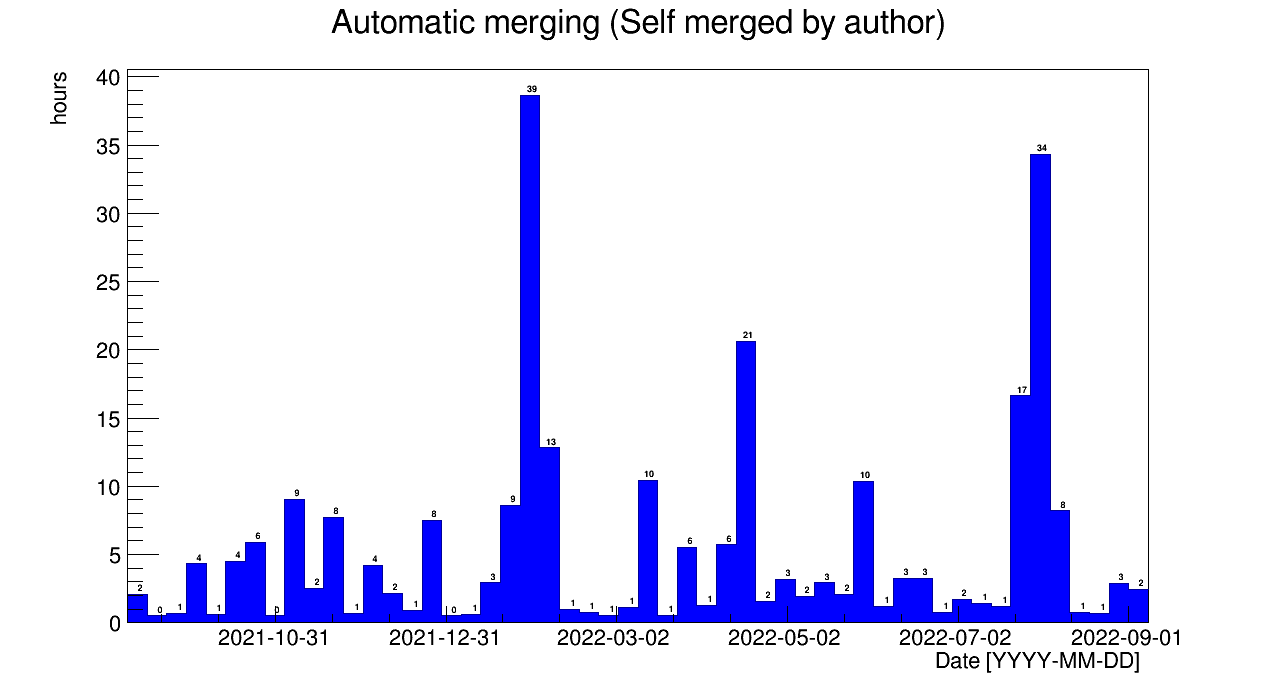 Automatic merging (Self merged by author)
hours
40
35
30
25
20
15
10
5
0
2 0 1 4 1 4 6 0 9 2 8 1 4 2 1 8 0 1 3 9 39 13 1 1 1 1 10 1 6 1 6 21 2 3 2 3 2 10 1 3 3 1 2 1 1 17 34 8 1 1 3 2
2021-10-31 2021-12-31 2022-03-02 2022-05-02 2022-07-02 2022-09-01
Date [YYYY-MM-DD]